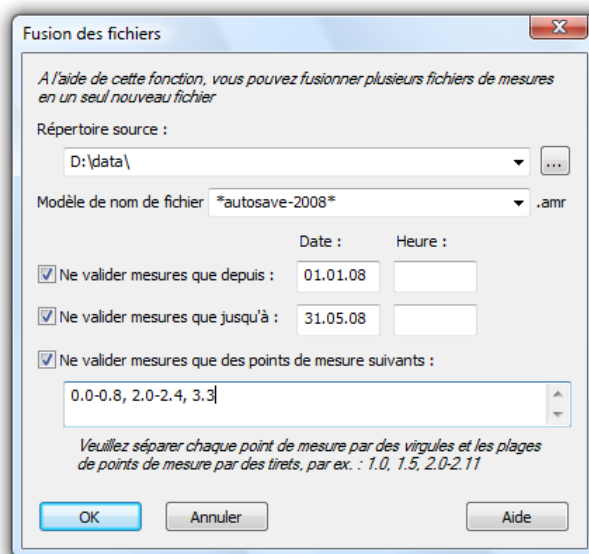 Fusion des fichiers
A l'aide de cette fonction, vous pouvez fusionner plusieurs fichiers de mesures
en un seul nouveau fichier
Répertoire source :
D:\data\
...
Modèle de nom de fichier *autosave-2008* .amr
Date : Heure :
Ne valider mesures que depuis : 01.01.08
Ne valider mesures que jusqu'à : 31.05.08
Ne valider mesures que des points de mesure suivants :
0.0-0.8, 2.0-2.4, 3.3
Veuillez séparer chaque point de mesure par des virgules et les plages
de points de mesure par des tirets, par ex. : 1.0, 1.5, 2.0-2.11
OK Annuler Aide